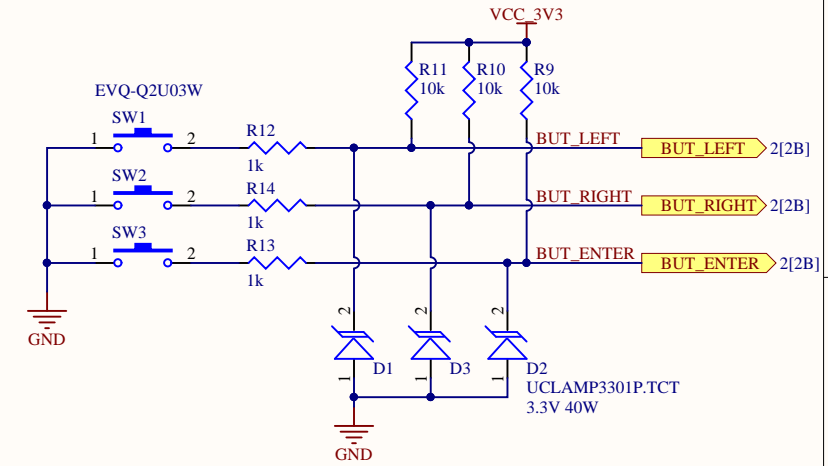 VCC_3V3
R11 R10 R9
10k 10k 10k
EVQ-Q2U03W
SW1
1 2
R12
1k
BUT_LEFT
BUT_LEFT 2[2B]
SW2
1 2
R14
1k
BUT_RIGHT
BUT_RIGHT 2[2B]
SW3
1 2
R13
1k
BUT_ENTER
BUT_ENTER 2[2B]
GND
2 2 2
D1 D3 D2
1 1 1
UCLAMP3301P.TCT
3.3V 40W
GND